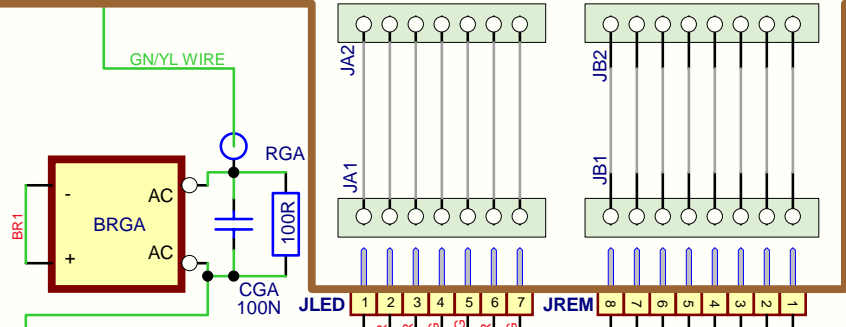 GN/YL WIRE
JA2
JB2
RGA
BR1
-
AC
BRGA
100R
JA1
JB1
+
AC
CGA
100N
JLED
1 2 3 4 5 6 7
JREM
8 7 6 5 4 3 2 1